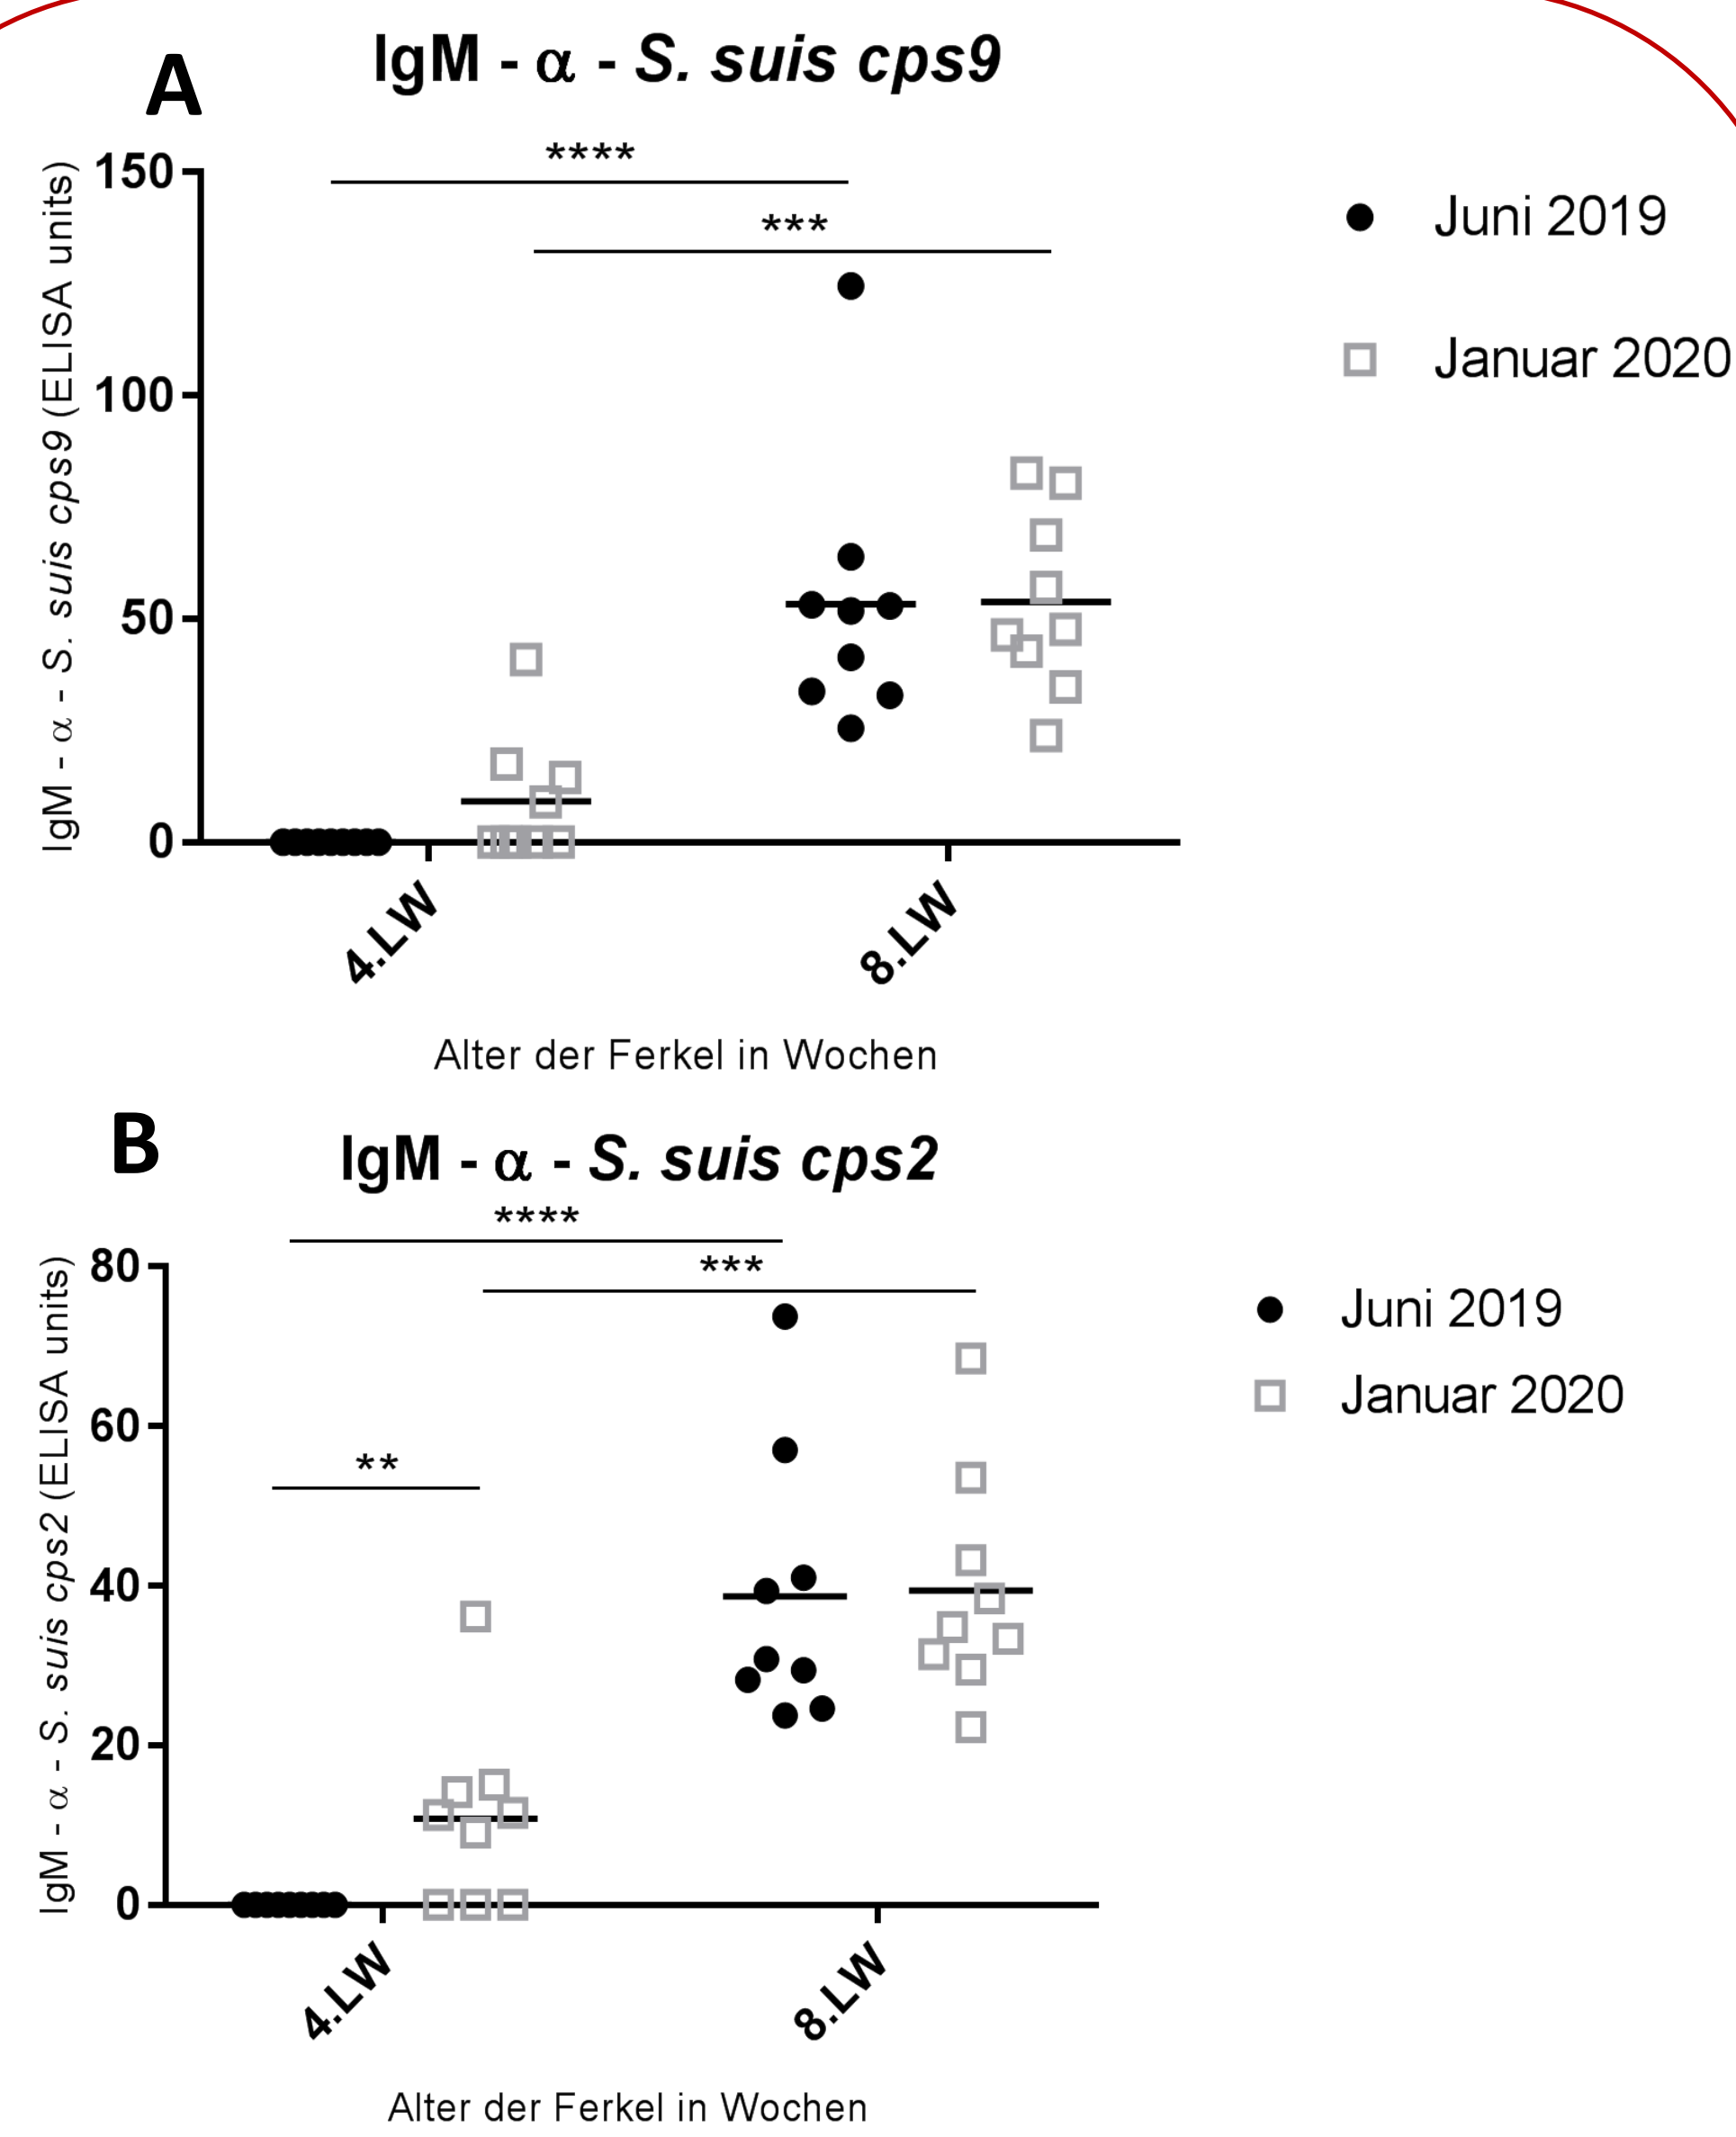 A
IgM - α - S. suis cps9
****
***
IgM - α - S. suis cps9 (ELISA units)
150
100
50
0
4.LW
8.LW
Alter der Ferkel in Wochen
Juni 2019
Januar 2020
B
IgM - α - S. suis cps2
****
***
**
IgM - α - S. suis cps2 (ELISA units)
80
60
40
20
0
4.LW
8.LW
Alter der Ferkel in Wochen
Juni 2019
Januar 2020